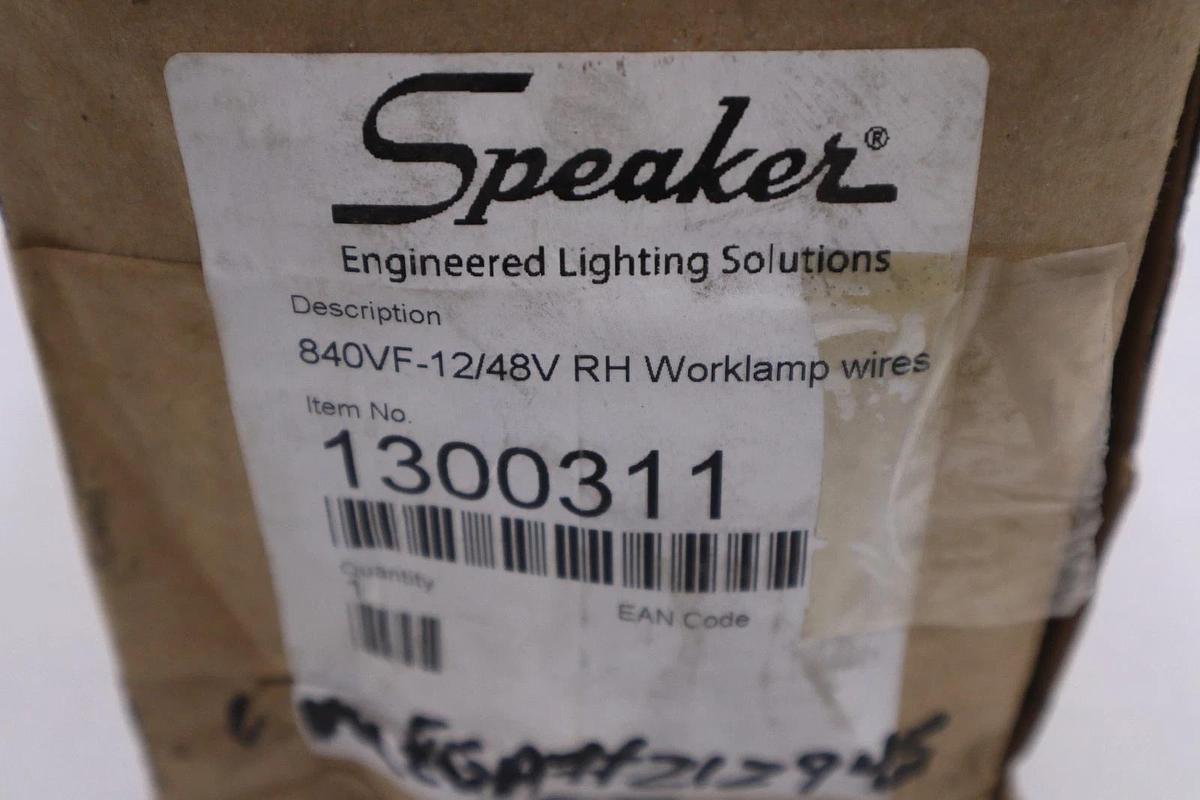 Speaker®
Engineered Lighting Solutions
Description
840VF-12/48V RH Worklamp wires
Item No.
1300311
Quantity
1
EAN Code